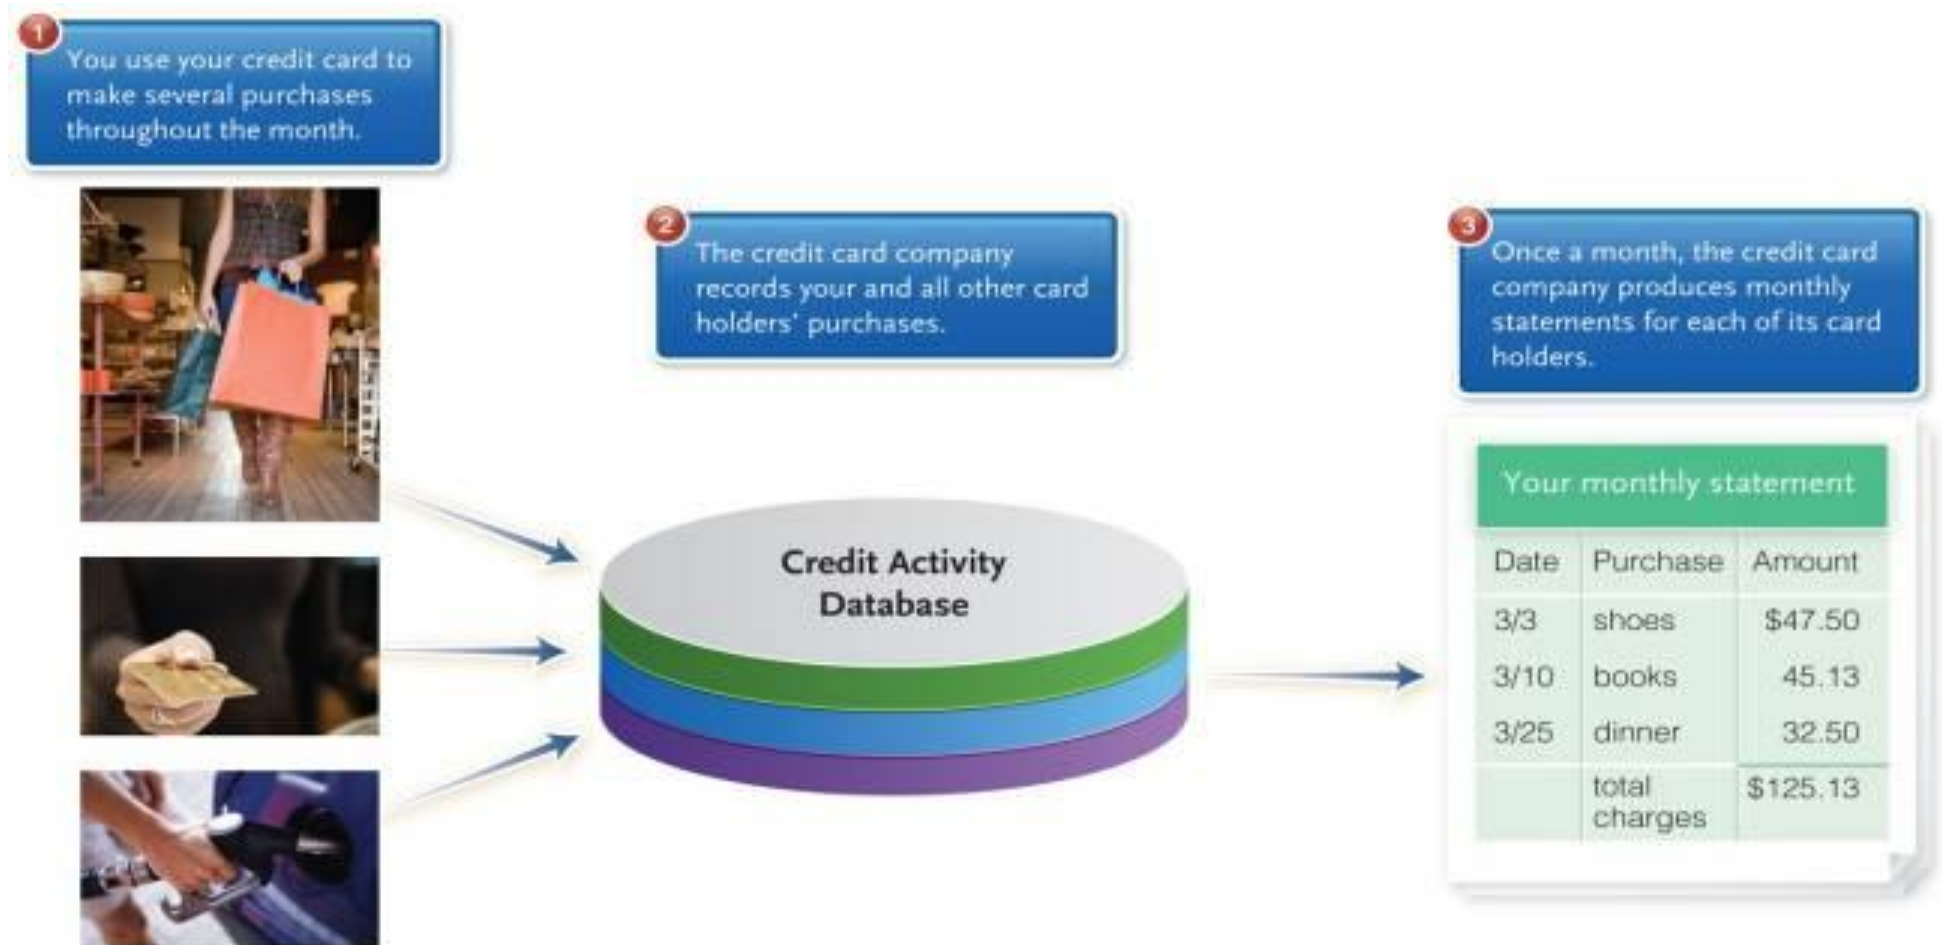 1
You use your credit card to
make several purchases
throughout the month.
2
The credit card company
records your and all other card
holders' purchases.
3
Once a month, the credit card
company produces monthly
statements for each of its card
holders.
Credit Activity
Database
Your monthly statement
Date Purchase Amount
3/3 shoes $47.50
3/10 books 45.13
3/25 dinner 32.50
total $125.13
charges